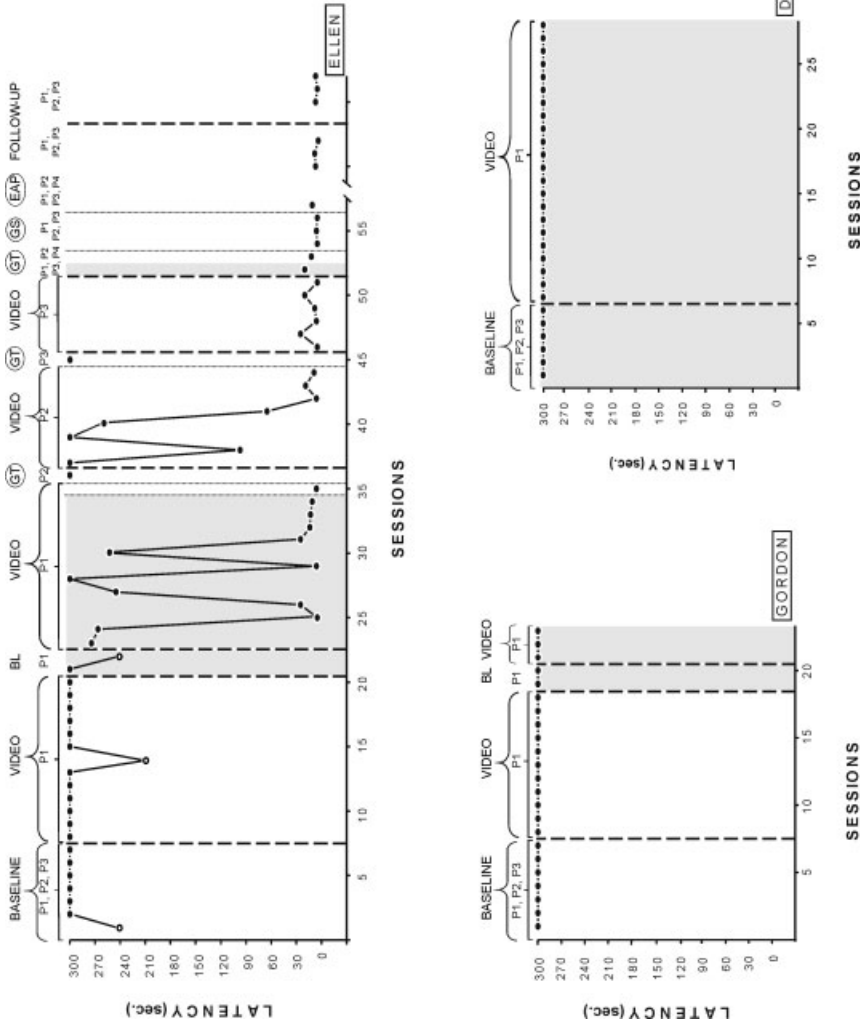 BASELINE VIDEO BL VIDEO GT VIDEO GT VIDEO GT GS EAP FOLLOW-UP
P1, P2, P3 P1 P1 P1 P2 P2 P3 P3 P1, P2 P3, P4 P1 P2, P3 P1, P2 P3, P4 P1, P2, P3 P1, P2, P3
300
270
240
210
180
150
120
90
60
30
0
LATENCY (sec.)
5 10 15 20 25 30 35 40 45 50 55
SESSIONS
ELLEN
BASELINE VIDEO BL VIDEO
P1, P2, P3 P1 P1 P1
300
270
240
210
180
150
120
90
60
30
0
LATENCY (sec.)
5 10 15 20
SESSIONS
GORDON
BASELINE VIDEO
P1, P2, P3 P1
300
270
240
210
180
150
120
90
60
30
0
LATENCY (sec.)
5 10 15 20 25
SESSIONS
D